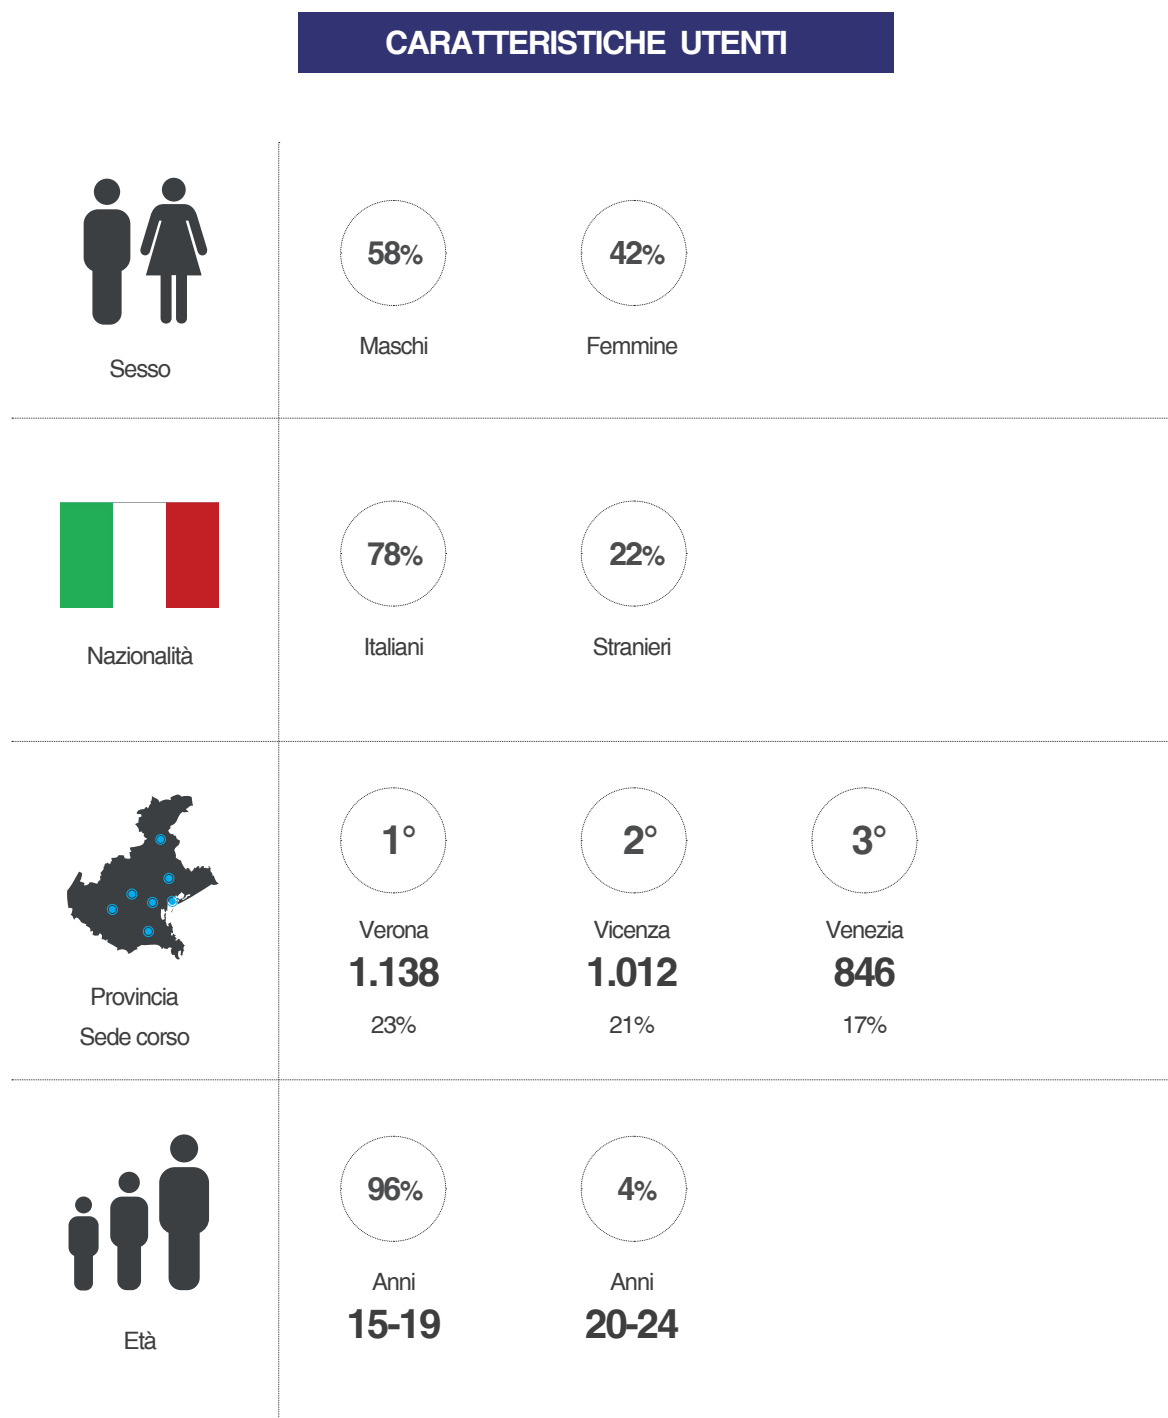 CARATTERISTICHE UTENTI
58%
42%
Maschi
Femmine
Sesso
78%
22%
Italiani
Stranieri
Nazionalità
1°
2°
3°
Verona
Vicenza
Venezia
1.138
1.012
846
23%
21%
17%
Provincia
Sede corso
96%
4%
Anni
Anni
15-19
20-24
Età